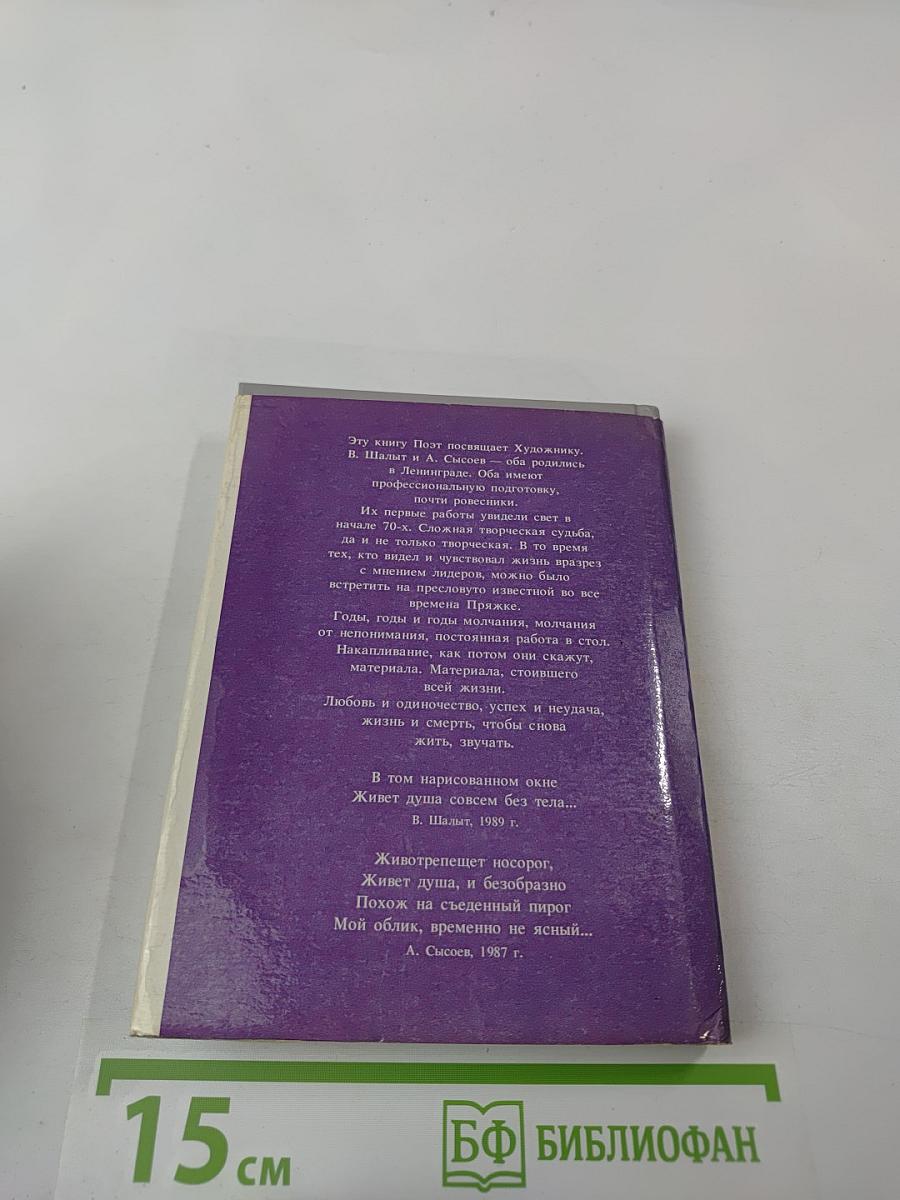 Эту книгу Поэт посвящает Художнику.
В. Шалыт и А. Сысоев — оба родились
в Ленинграде. Оба имеют
профессиональную подготовку,
почти ровесники.
Их первые работы увидели свет в
начале 70-х. Сложная творческая судьба,
да и не только творческая. В то время
тех, кто видел и чувствовал жизнь вразрез
с мнением лидеров, можно было
встретить на пресловуто известной во все
времена Пряжке.
Годы, годы и годы молчания, молчания
от непонимания, постоянная работа в стол.
Накапливание, как потом они скажут,
материала. Материала, стоившего
всей жизни.
Любовь и одиночество, успех и неудача,
жизнь и смерть, чтобы снова
жить, звучать.
В том нарисованном окне
Живет душа совсем без тела...
В. Шалыт, 1989 г.
Животрепещет носорог,
Живет душа, и безобразно
Похож на съеденный пирог
Мой облик, временно не ясный...
А. Сысоев, 1987 г.
15 см
БФ БИБЛИОФАН